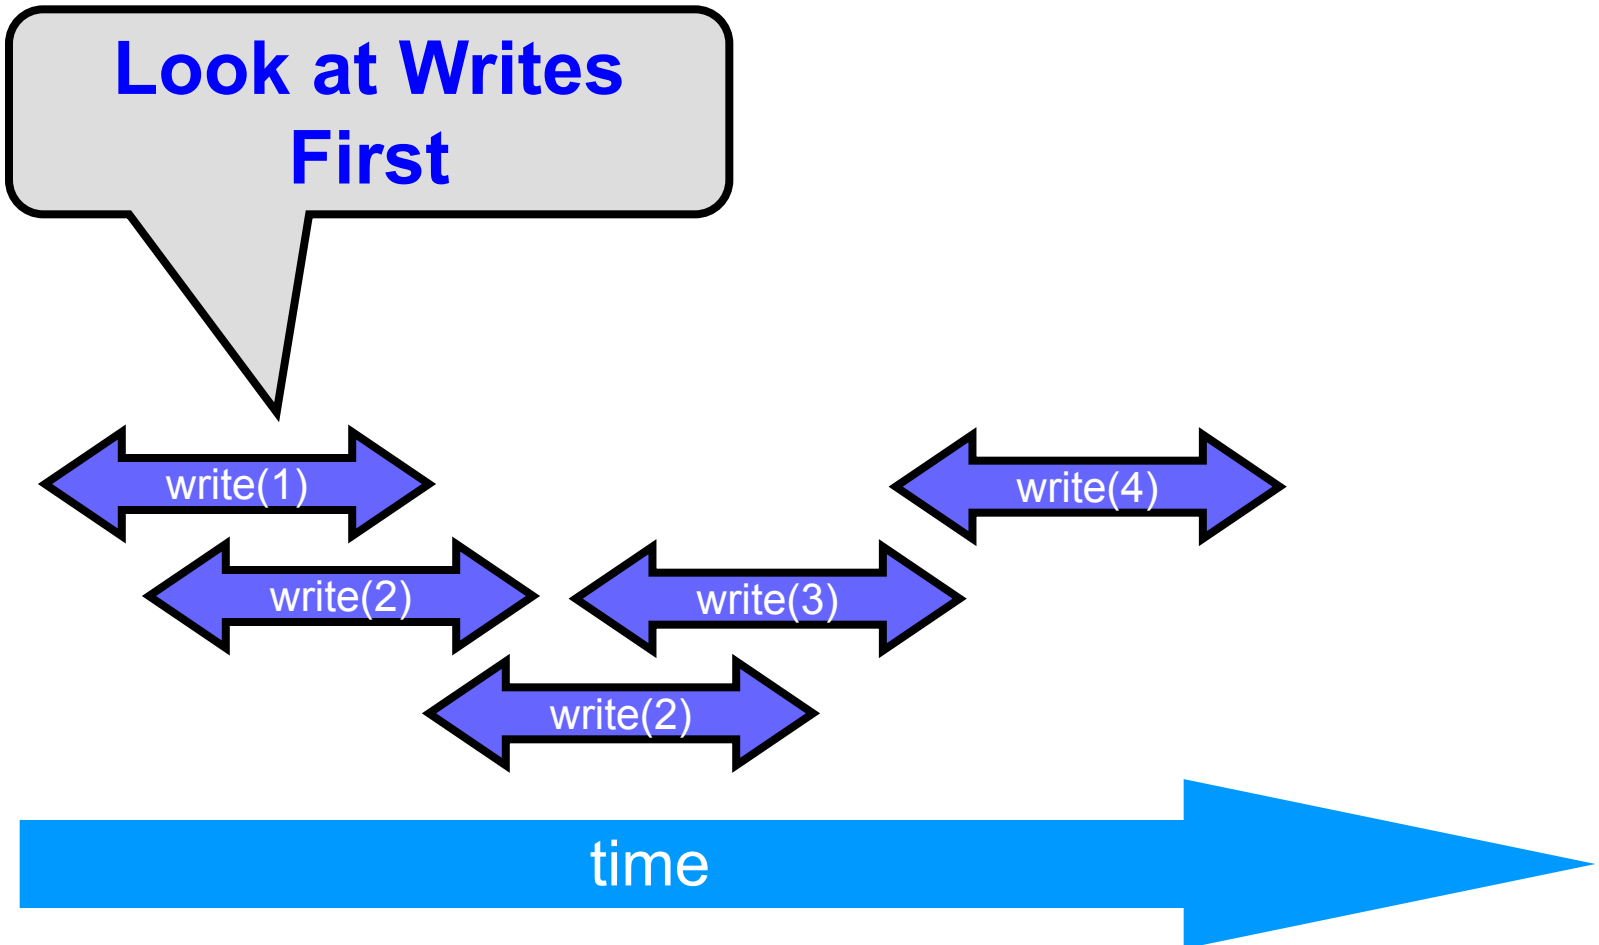 Look at Writes
First
write(1)
write(4)
write(2)
write(3)
write(2)
time